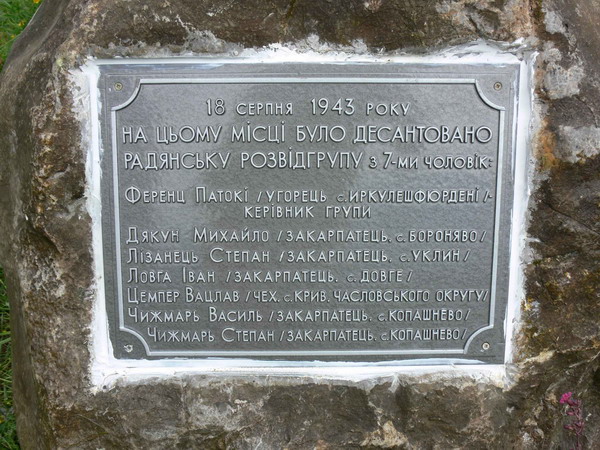 18 СЕРПНЯ 1943 РОКУ
НА ЦЬОМУ МІСЦІ БУЛО ДЕСАНТОВАНО
РАДЯНСЬКУ РОЗВІДГРУПУ З 7-МИ ЧОЛОВІК:
ФЕРЕНЦ ПАТОКІ /УГОРЕЦЬ С.ИРКУЛЕШФЮРДЕНІ/-
КЕРІВНИК ГРУПИ
ДЯКУН МИХАЙЛО /ЗАКАРПАТЕЦЬ. С.БОРОНЯВО/
ЛІЗАНЕЦЬ СТЕПАН /ЗАКАРПАТЕЦЬ. С.УКЛИН/
ЛОВГА ІВАН /ЗАКАРПАТЕЦЬ. С.ДОВГЕ/
ЦЕМПЕР ВАЦЛАВ /ЧЕХ. С.КРИВ. ЧАСЛОВСЬКОГО ОКРУГУ/
ЧИЖМАРЬ ВАСИЛЬ /ЗАКАРПАТЕЦЬ. С.КОПАШНЕВО/
ЧИЖМАРЬ СТЕПАН /ЗАКАРПАТЕЦЬ. С.КОПАШНЕВО/